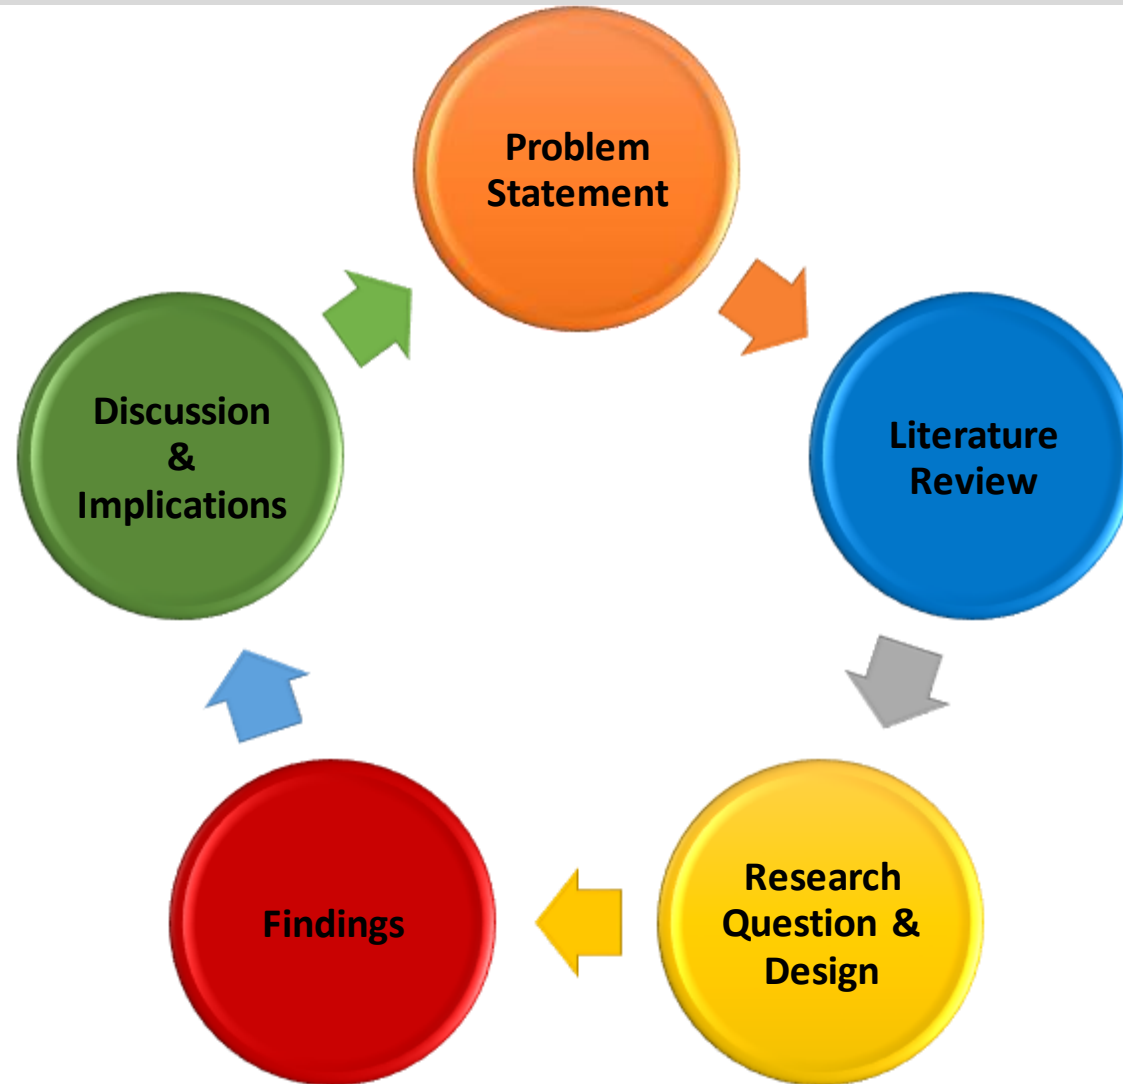 Problem
Statement
Literature
Review
Research
Question &
Design
Findings
Discussion
&
Implications